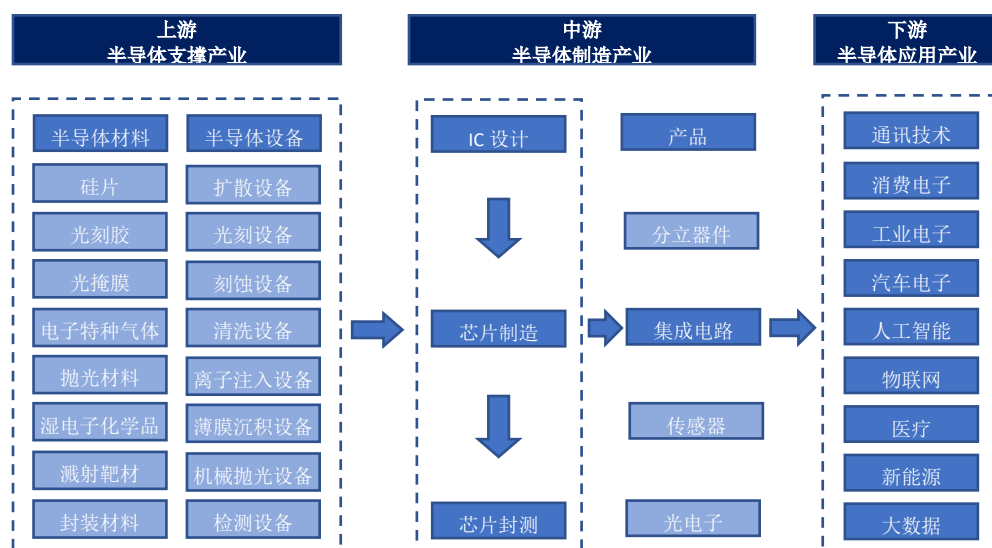 上游
半导体支撑产业
中游
半导体制造产业
下游
半导体应用产业
半导体材料
半导体设备
硅片
扩散设备
光刻胶
光刻设备
光掩膜
刻蚀设备
电子特种气体
清洗设备
抛光材料
离子注入设备
湿电子化学品
薄膜沉积设备
溅射靶材
机械抛光设备
封装材料
检测设备
IC 设计
芯片制造
芯片封测
产品
分立器件
集成电路
传感器
光电子
通讯技术
消费电子
工业电子
汽车电子
人工智能
物联网
医疗
新能源
大数据